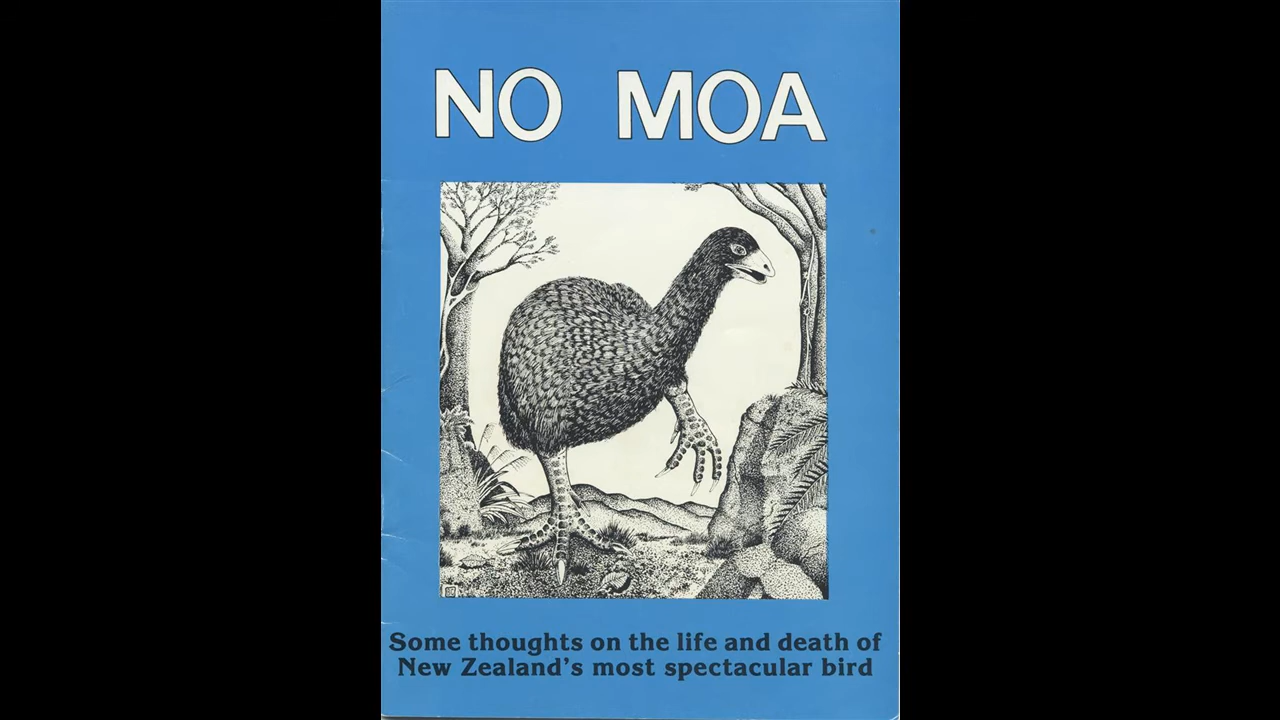 NO MOA
Some thoughts on the life and death of
New Zealand's most spectacular bird